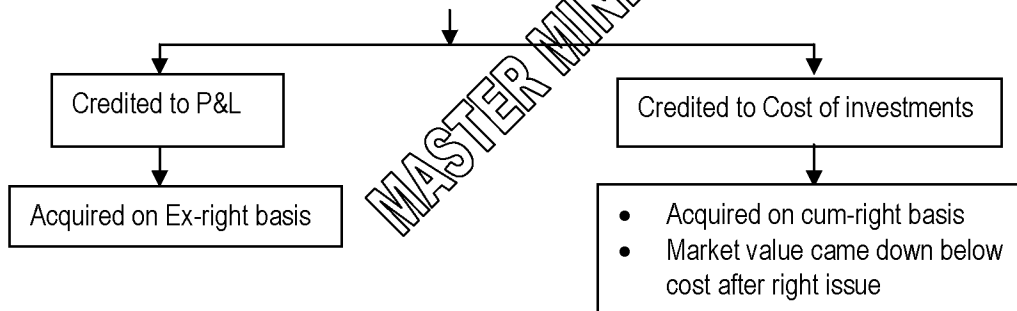 Credited to P&L
Credited to Cost of investments
Acquired on Ex-right basis
• Acquired on cum-right basis
• Market value came down below
cost after right issue
MASTER